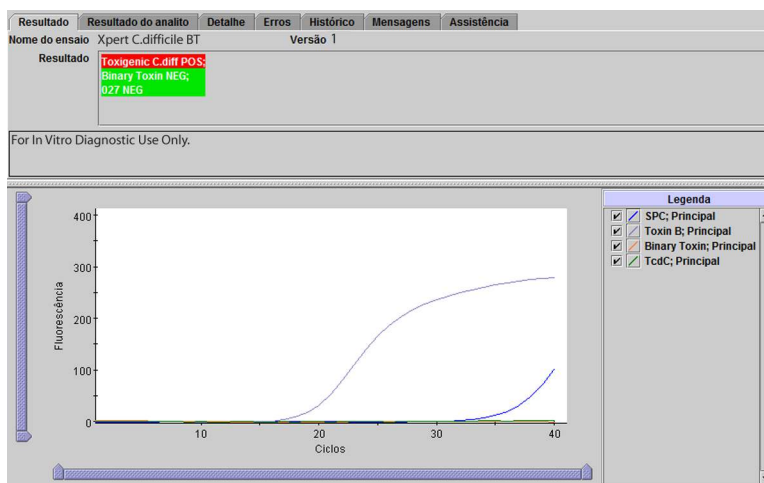 Resultado Resultado do analito Detalhe Erros Histórico Mensagens Assistência
Nome do ensaio Xpert C.difficile BT Versão 1
Resultado
Toxigenic C.diff POS;
Binary Toxin NEG;
027 NEG
For In Vitro Diagnostic Use Only.
Legenda
SPC; Principal
Toxin B; Principal
Binary Toxin; Principal
TcdC; Principal
400
300
200
100
0
Fluorescência
10 20 30 40
Ciclos